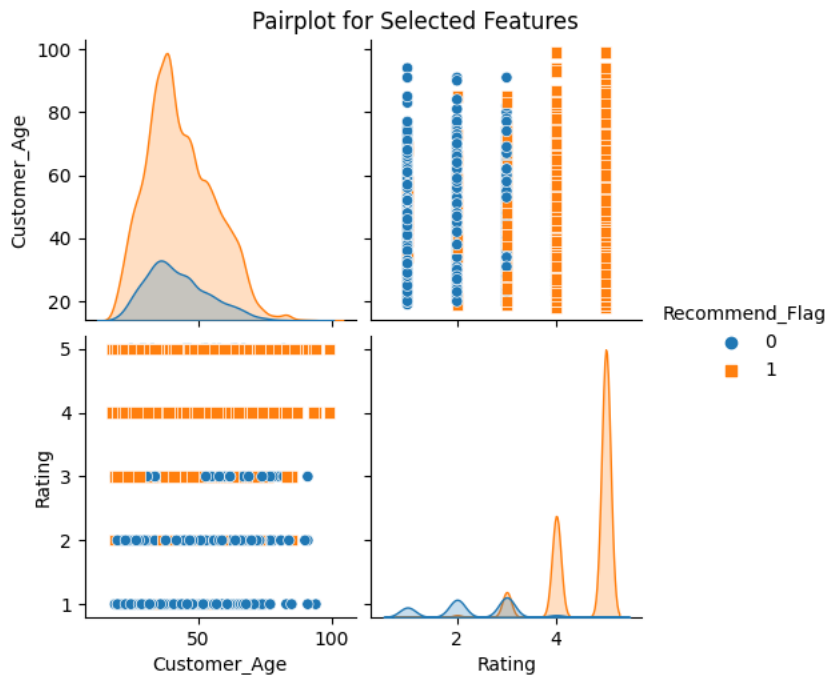 Pairplot for Selected Features
100
80
60
40
20
Customer_Age
Recommend_Flag
0
1
5
4
3
2
1
Rating
50
100
Customer_Age
2
4
Rating